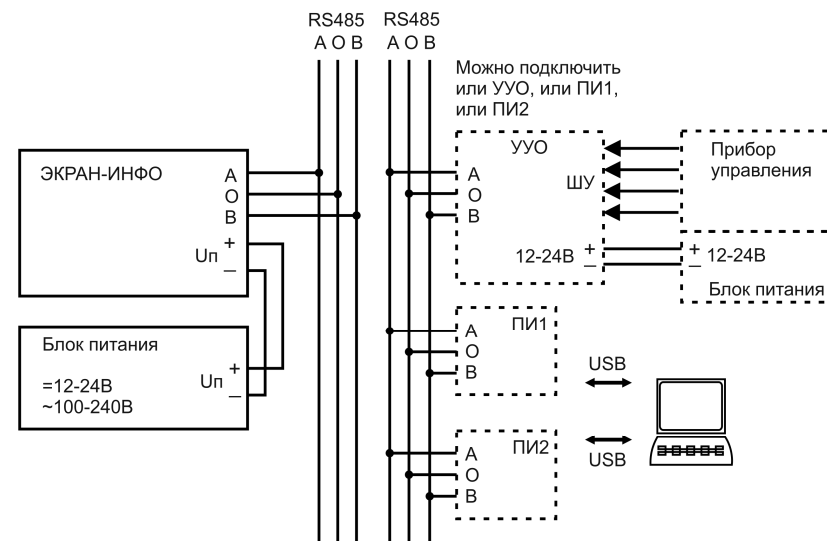 RS485 RS485
А О В А О В
Можно подключить
или УУО, или ПИ1,
или ПИ2
ЭКРАН-ИНФО
А
О
В
Uп
+
–
Блок питания
=12-24В
~100-240В
Uп
+
–
УУО
А
О
В
ШУ
12-24В
+
–
Прибор
управления
+
–
12-24В
Блок питания
ПИ1
А
О
В
USB
ПИ2
А
О
В
USB